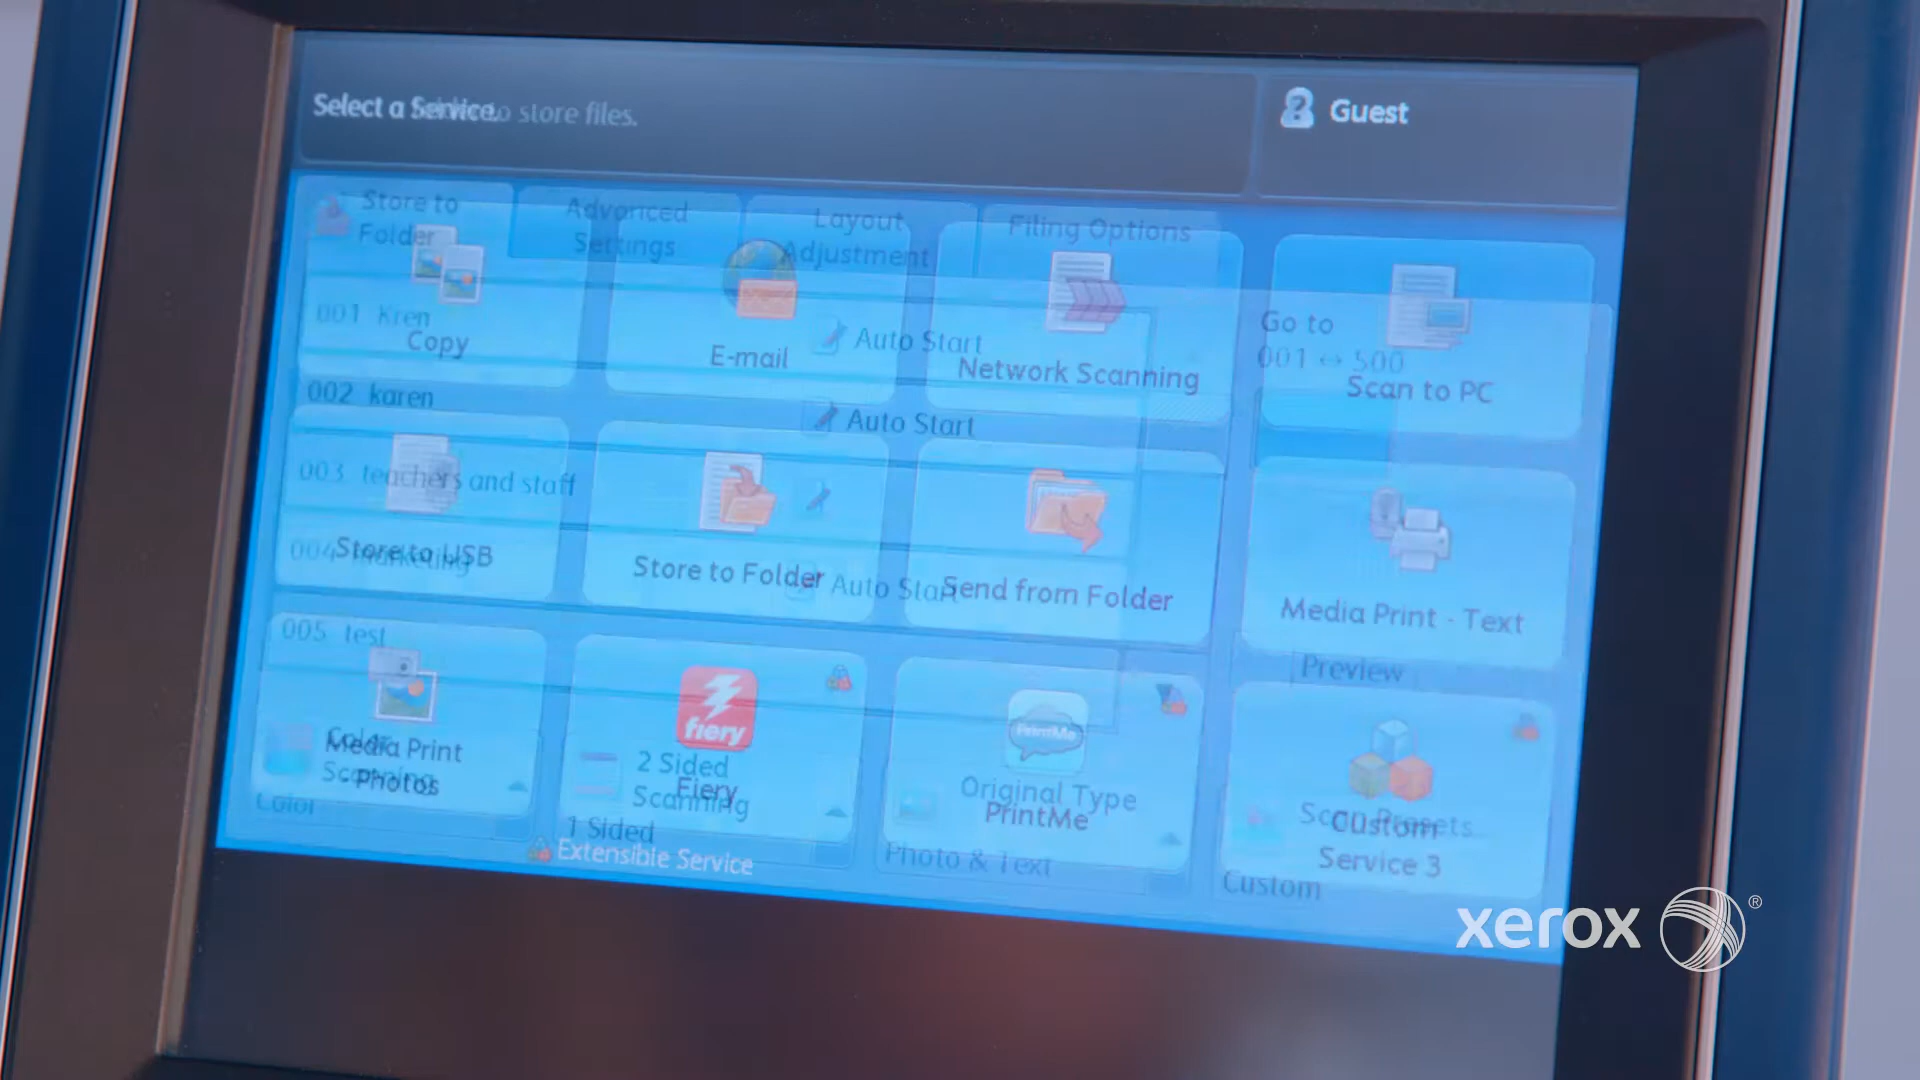 Select a Service.
to store files.
Guest
Store to
Folder
Advanced
Settings
Layout
Adjustment
Filing Options
001 Kren
Copy
E-mail
Auto Start
Network Scanning
Go to
001 ↔ 500
Scan to PC
002 karen
Auto Start
003 teachers and staff
004 marketing
Store to USB
Store to Folder
Auto Start
Send from Folder
Media Print - Text
005 test
Preview
fiery
PrintMe
Color
Scanning
Media Print
- Photos
Color
2 Sided
Scanning
Fiery
1 Sided
Extensible Service
Original Type
PrintMe
Photo & Text
Scan Presets
Custom
Service 3
Custom
xerox ®